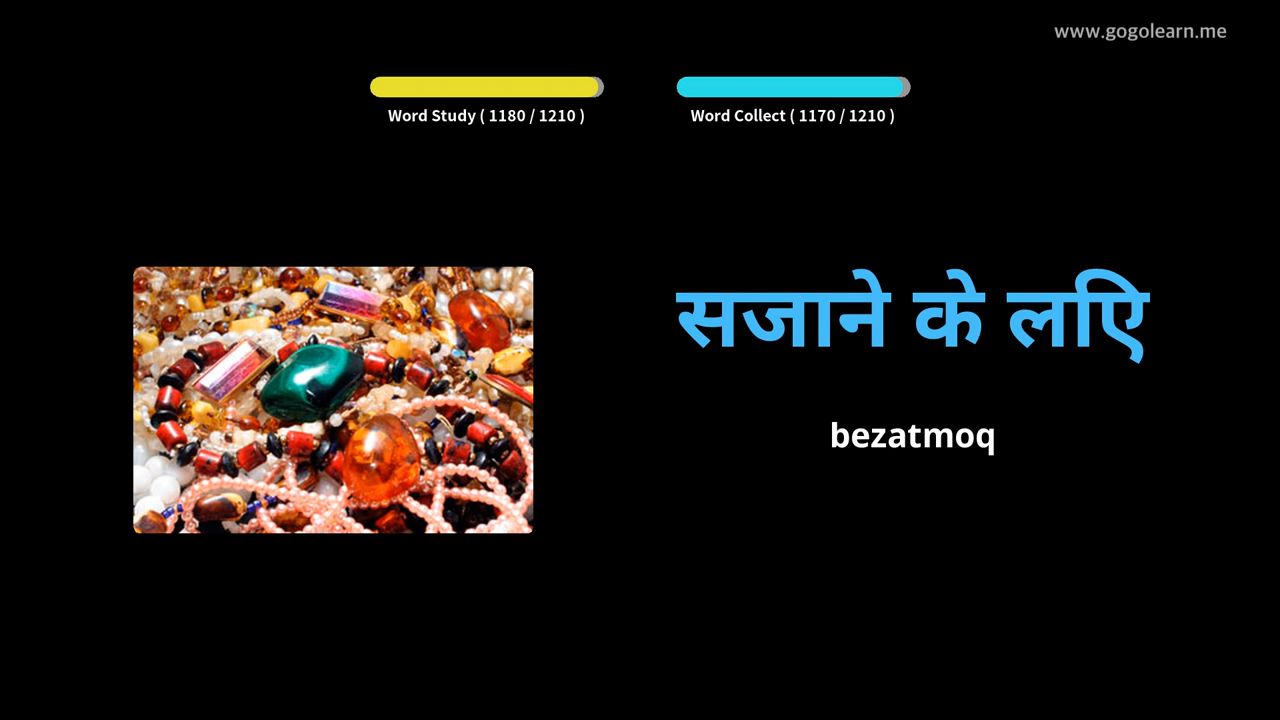 www.gogolearn.me
Word Study ( 1180 / 1210 )
Word Collect ( 1170 / 1210 )
सजाने के लिए
bezatmoq